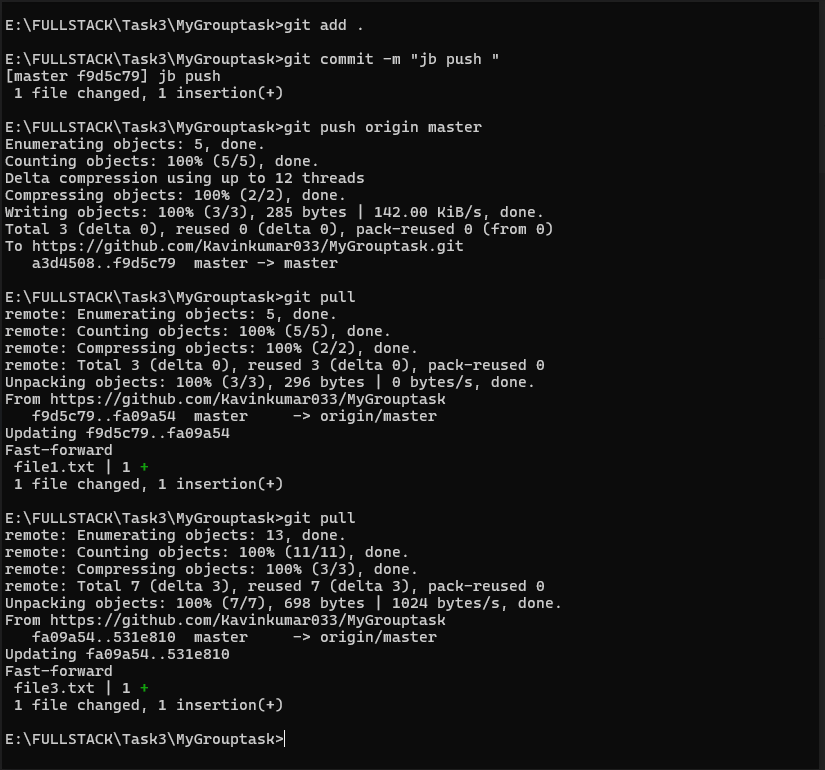 E:\FULLSTACK\Task3\MyGrouptask>git add .
E:\FULLSTACK\Task3\MyGrouptask>git commit -m "jb push "
[master f9d5c79] jb push
 1 file changed, 1 insertion(+)
E:\FULLSTACK\Task3\MyGrouptask>git push origin master
Enumerating objects: 5, done.
Counting objects: 100% (5/5), done.
Delta compression using up to 12 threads
Compressing objects: 100% (2/2), done.
Writing objects: 100% (3/3), 285 bytes | 142.00 KiB/s, done.
Total 3 (delta 0), reused 0 (delta 0), pack-reused 0 (from 0)
To https://github.com/Kavinkumar033/MyGrouptask.git
   a3d4508..f9d5c79  master -> master
E:\FULLSTACK\Task3\MyGrouptask>git pull
remote: Enumerating objects: 5, done.
remote: Counting objects: 100% (5/5), done.
remote: Compressing objects: 100% (2/2), done.
remote: Total 3 (delta 0), reused 3 (delta 0), pack-reused 0
Unpacking objects: 100% (3/3), 296 bytes | 0 bytes/s, done.
From https://github.com/Kavinkumar033/MyGrouptask
   f9d5c79..fa09a54  master     -> origin/master
Updating f9d5c79..fa09a54
Fast-forward
 file1.txt | 1 +
 1 file changed, 1 insertion(+)
E:\FULLSTACK\Task3\MyGrouptask>git pull
remote: Enumerating objects: 13, done.
remote: Counting objects: 100% (11/11), done.
remote: Compressing objects: 100% (3/3), done.
remote: Total 7 (delta 3), reused 7 (delta 3), pack-reused 0
Unpacking objects: 100% (7/7), 698 bytes | 1024 bytes/s, done.
From https://github.com/Kavinkumar033/MyGrouptask
   fa09a54..531e810  master     -> origin/master
Updating fa09a54..531e810
Fast-forward
 file3.txt | 1 +
 1 file changed, 1 insertion(+)
E:\FULLSTACK\Task3\MyGrouptask>